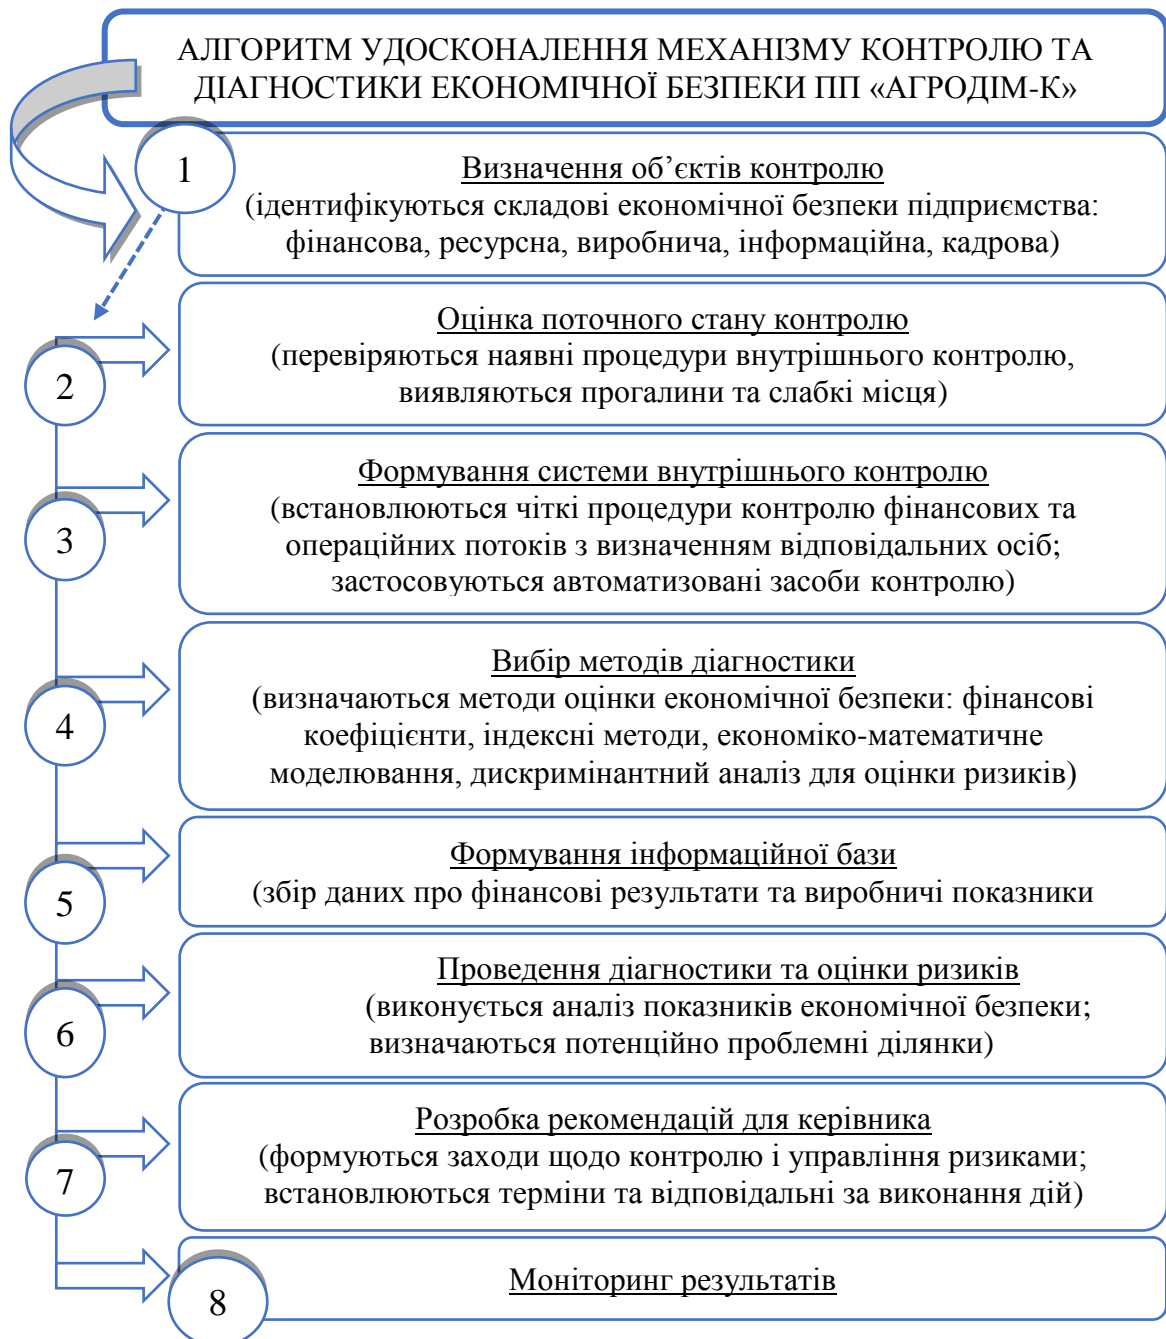 АЛГОРИТМ УДОСКОНАЛЕННЯ МЕХАНІЗМУ КОНТРОЛЮ ТА
ДІАГНОСТИКИ ЕКОНОМІЧНОЇ БЕЗПЕКИ ПП «АГРОДІМ-К»
1
Визначення об’єктів контролю
(ідентифікуються складові економічної безпеки підприємства:
фінансова, ресурсна, виробнича, інформаційна, кадрова)
2
Оцінка поточного стану контролю
(перевіряються наявні процедури внутрішнього контролю,
виявляються прогалини та слабкі місця)
3
Формування системи внутрішнього контролю
(встановлюються чіткі процедури контролю фінансових та
операційних потоків з визначенням відповідальних осіб;
застосовуються автоматизовані засоби контролю)
4
Вибір методів діагностики
(визначаються методи оцінки економічної безпеки: фінансові
коефіцієнти, індексні методи, економіко-математичне
моделювання, дискримінантний аналіз для оцінки ризиків)
5
Формування інформаційної бази
(збір даних про фінансові результати та виробничі показники
6
Проведення діагностики та оцінки ризиків
(виконується аналіз показників економічної безпеки;
визначаються потенційно проблемні ділянки)
7
Розробка рекомендацій для керівника
(формуються заходи щодо контролю і управління ризиками;
встановлюються терміни та відповідальні за виконання дій)
8
Моніторинг результатів